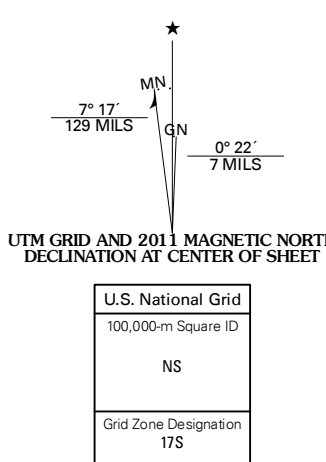 ★
MN.
GN
7° 17´
129 MILS
0° 22´
7 MILS
UTM GRID AND 2011 MAGNETIC NORT
DECLINATION AT CENTER OF SHEET
U.S. National Grid
100,000-m Square ID
NS
Grid Zone Designation
17S